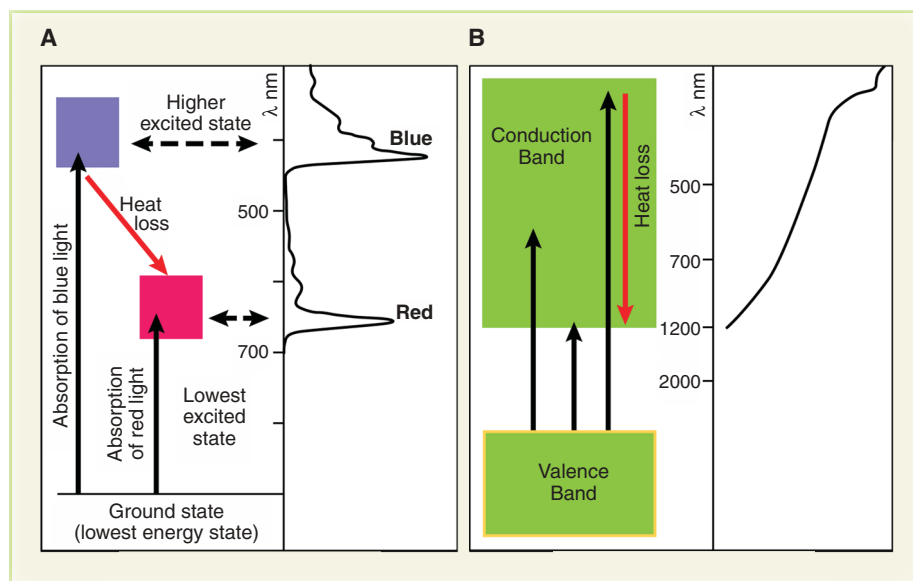 A
λ nm
Higher
excited state
Blue
Heat
loss
500
Absorption of blue light
Red
700
Absorption
of red light
Lowest
excited
state
Ground state
(lowest energy state)
B
λ nm
Conduction
Band
Heat loss
500
700
1200
2000
Valence
Band